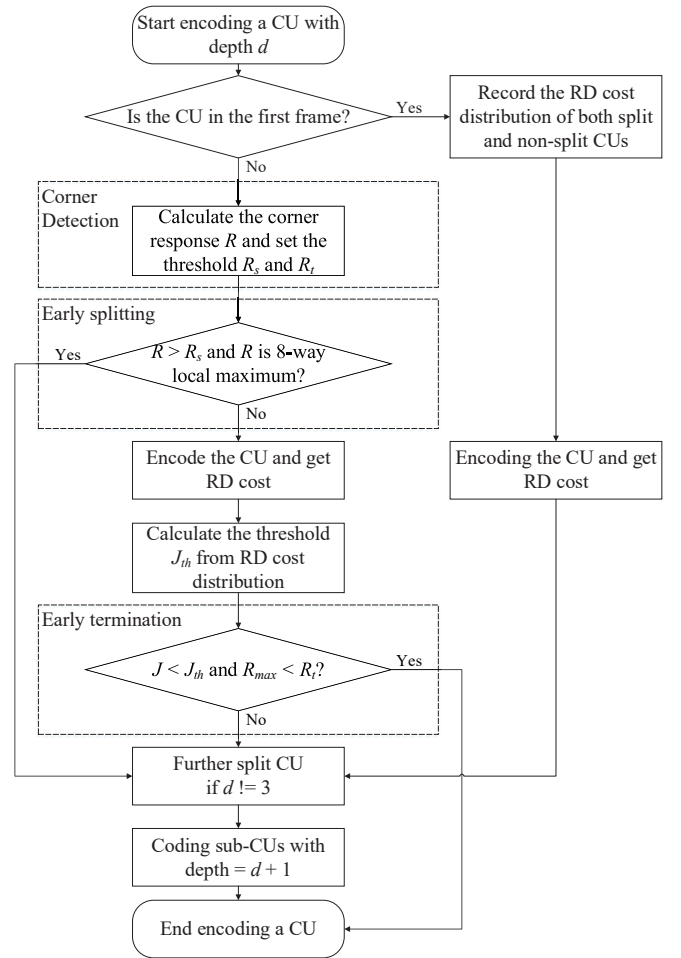 Start encoding a CU with
depth d
Is the CU in the first frame?
Yes
Record the RD cost
distribution of both split
and non-split CUs
No
Corner
Detection
Calculate the corner
response R and set the
threshold Rs and Rt
Early splitting
Yes
R > Rs and R is 8-way
local maximum?
No
Encode the CU and get
RD cost
Encoding the CU and get
RD cost
Calculate the threshold
Jth from RD cost
distribution
Early termination
J < Jth and Rmax < Rt?
Yes
No
Further split CU
if d != 3
Coding sub-CUs with
depth = d + 1
End encoding a CU